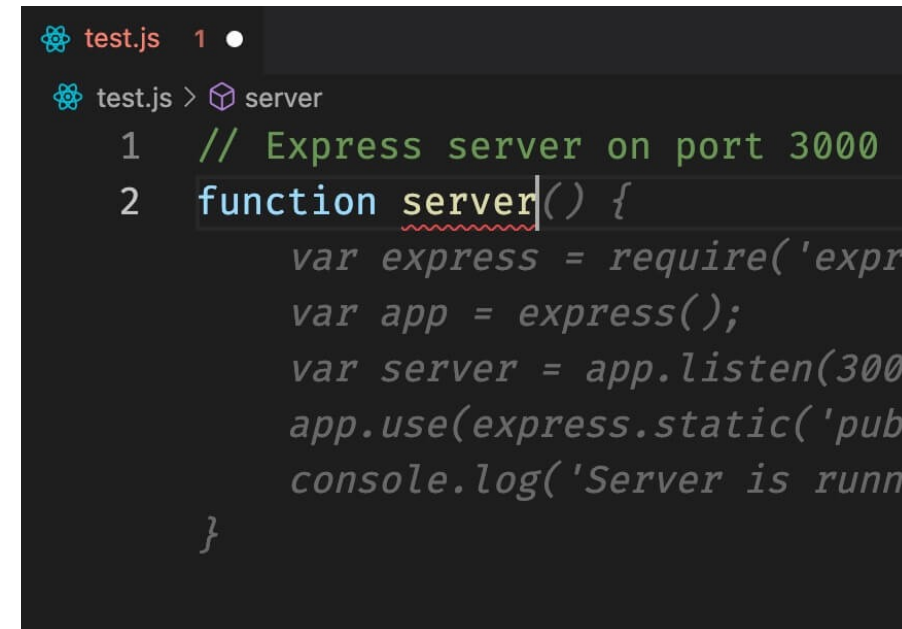 test.js 1
test.js > server
1 // Express server on port 3000
2 function server() {
var express = require('expr
var app = express();
var server = app.listen(300
app.use(express.static('pub
console.log('Server is runn
}